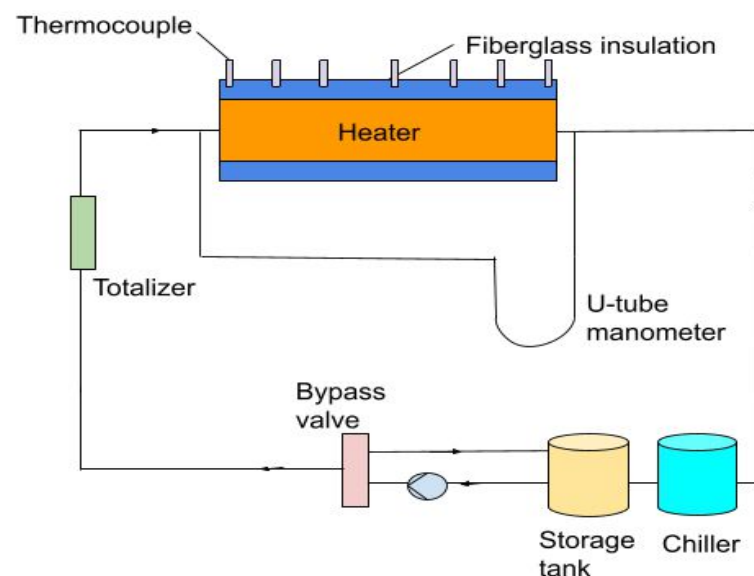 Thermocouple
Fiberglass insulation
Heater
Totalizer
U-tube
manometer
Bypass
valve
Storage
tank
Chiller